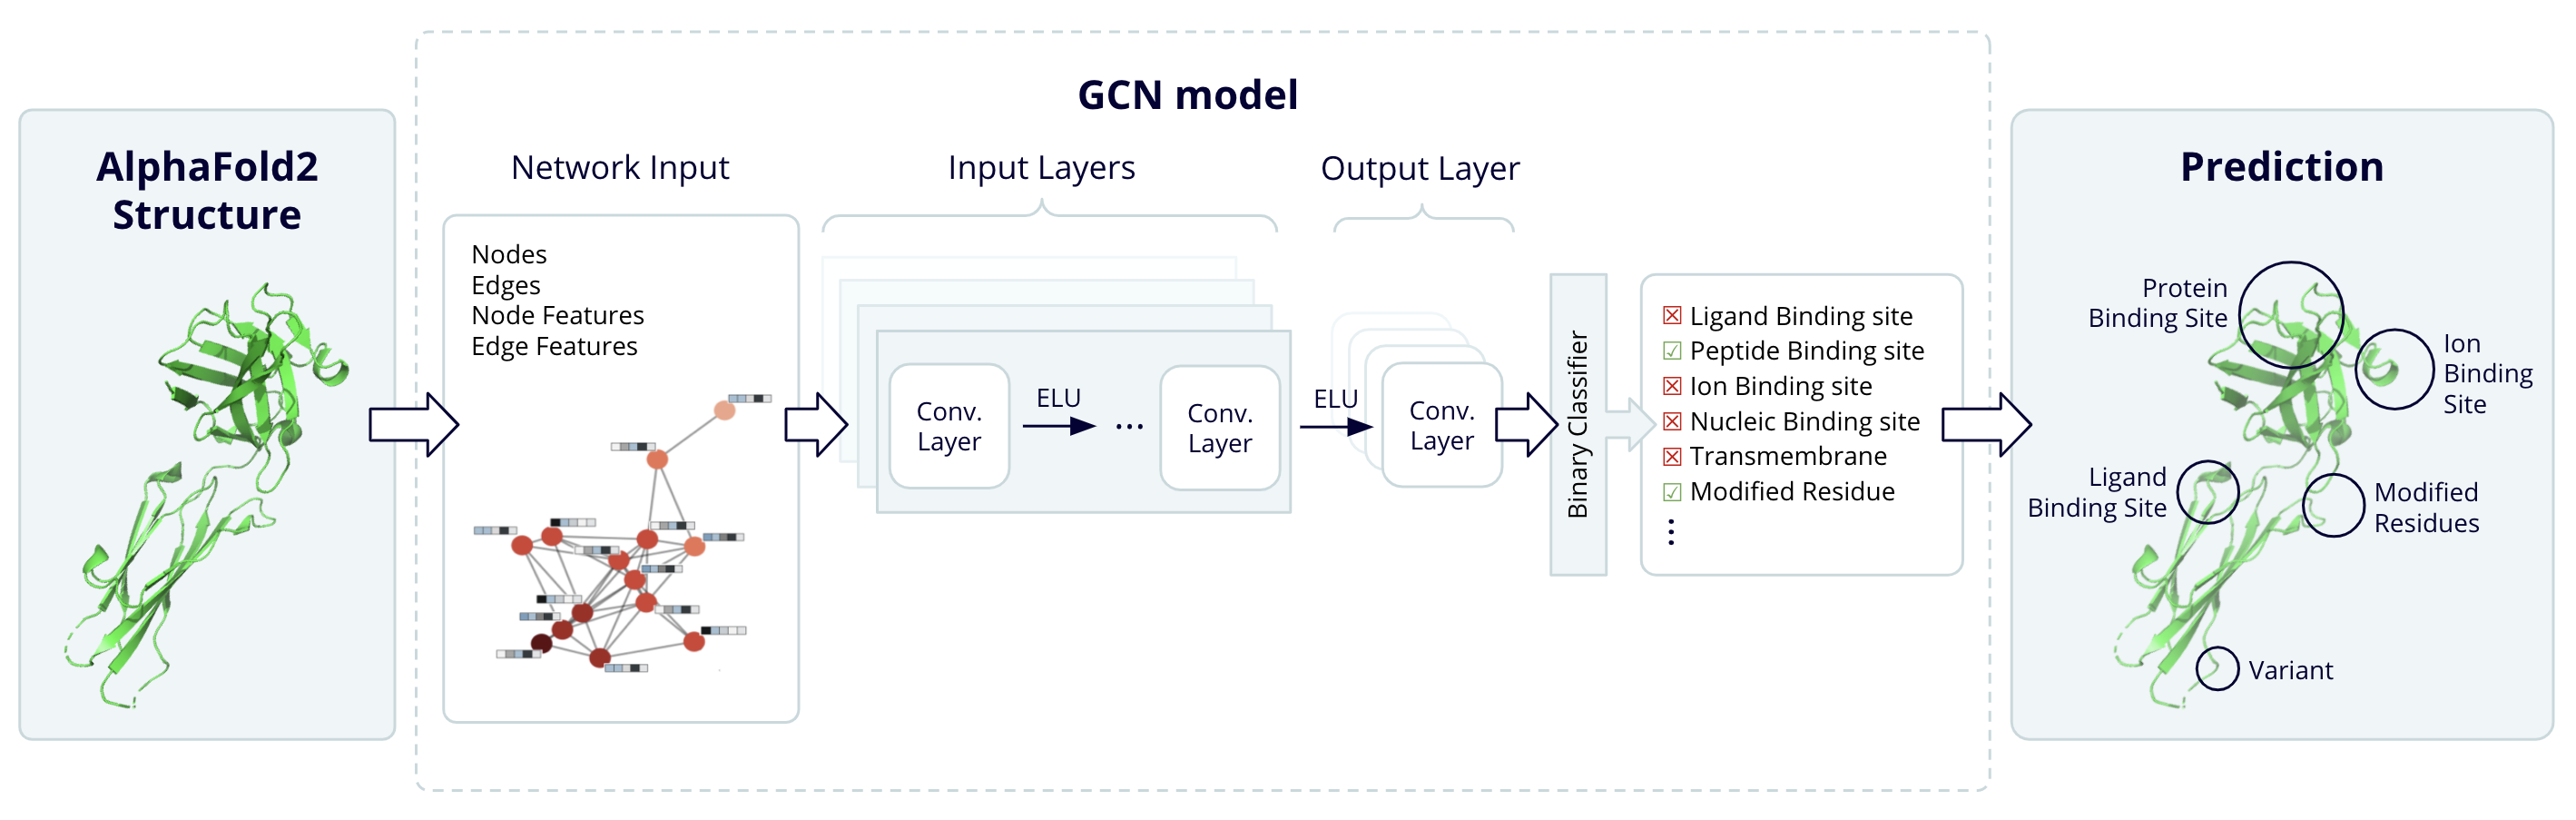 GCN model
AlphaFold2
Structure
Network Input
Nodes
Edges
Node Features
Edge Features
Input Layers
Conv.
Layer
ELU
...
Conv.
Layer
ELU
Output Layer
Conv.
Layer
Binary Classifier
☒ Ligand Binding site
☑ Peptide Binding site
☒ Ion Binding site
☒ Nucleic Binding site
☒ Transmembrane
☑ Modified Residue
⋮
Prediction
Protein
Binding Site
Ion
Binding
Site
Ligand
Binding Site
Modified
Residues
Variant